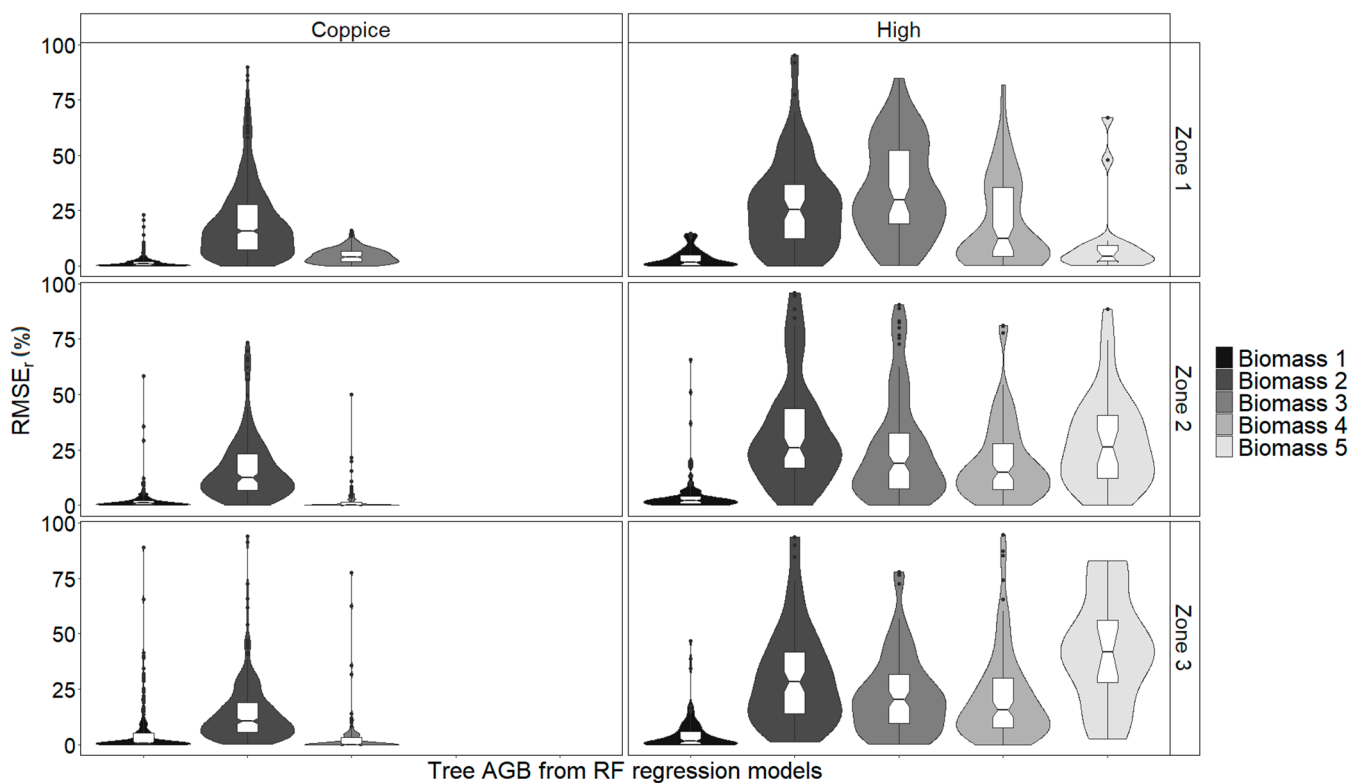 Coppice
High
100
75
50
25
0
Zone 1
100
75
50
25
0
Zone 2
100
75
50
25
0
Zone 3
RMSEr (%)
Tree AGB from RF regression models
Biomass 1
Biomass 2
Biomass 3
Biomass 4
Biomass 5